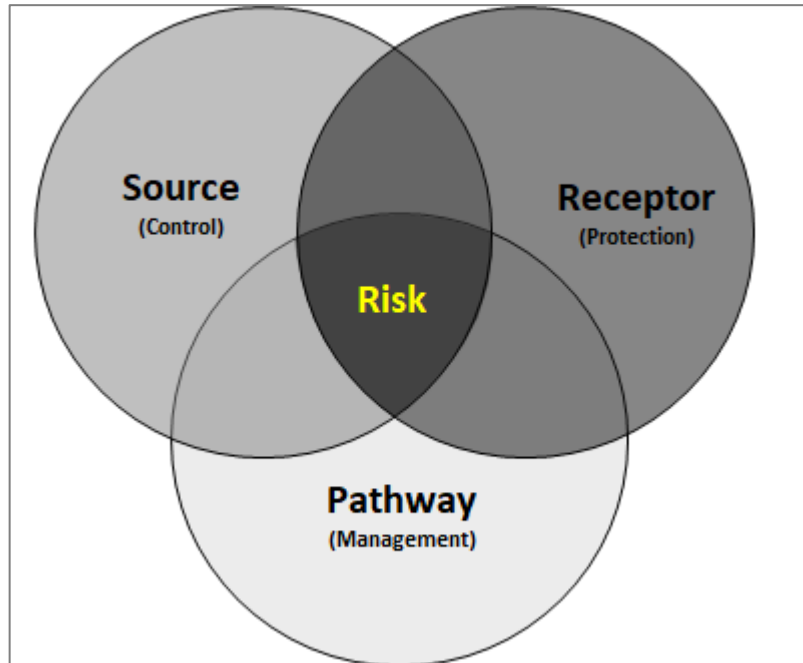 Source
(Control)
Receptor
(Protection)
Risk
Pathway
(Management)